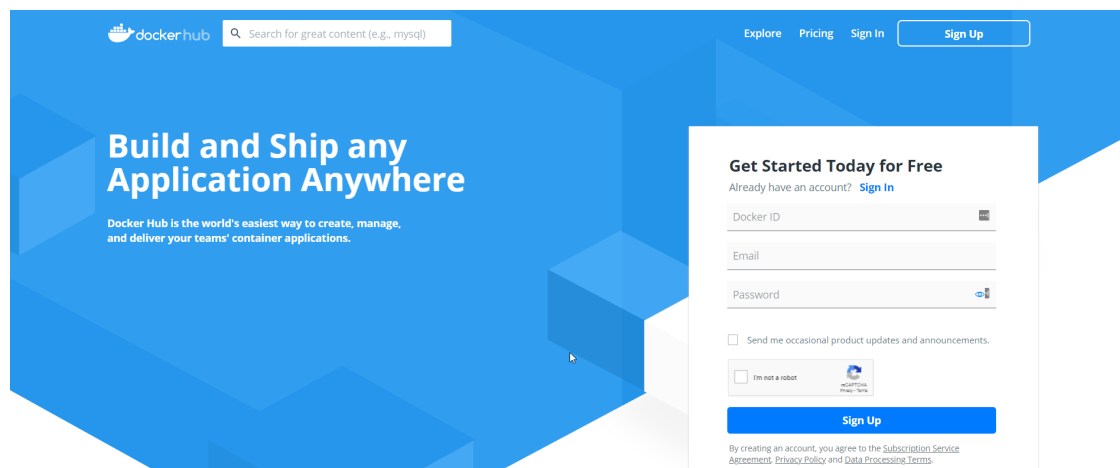 dockerhub
Search for great content (e.g., mysql)
Explore
Pricing
Sign In
Sign Up
Build and Ship any
Application Anywhere
Docker Hub is the world's easiest way to create, manage,
and deliver your teams' container applications.
Get Started Today for Free
Already have an account? Sign In
Docker ID
Email
Password
Send me occasional product updates and announcements.
I'm not a robot
reCAPTCHA
Privacy - Terms
Sign Up
By creating an account, you agree to the Subscription Service
Agreement, Privacy Policy and Data Processing Terms.